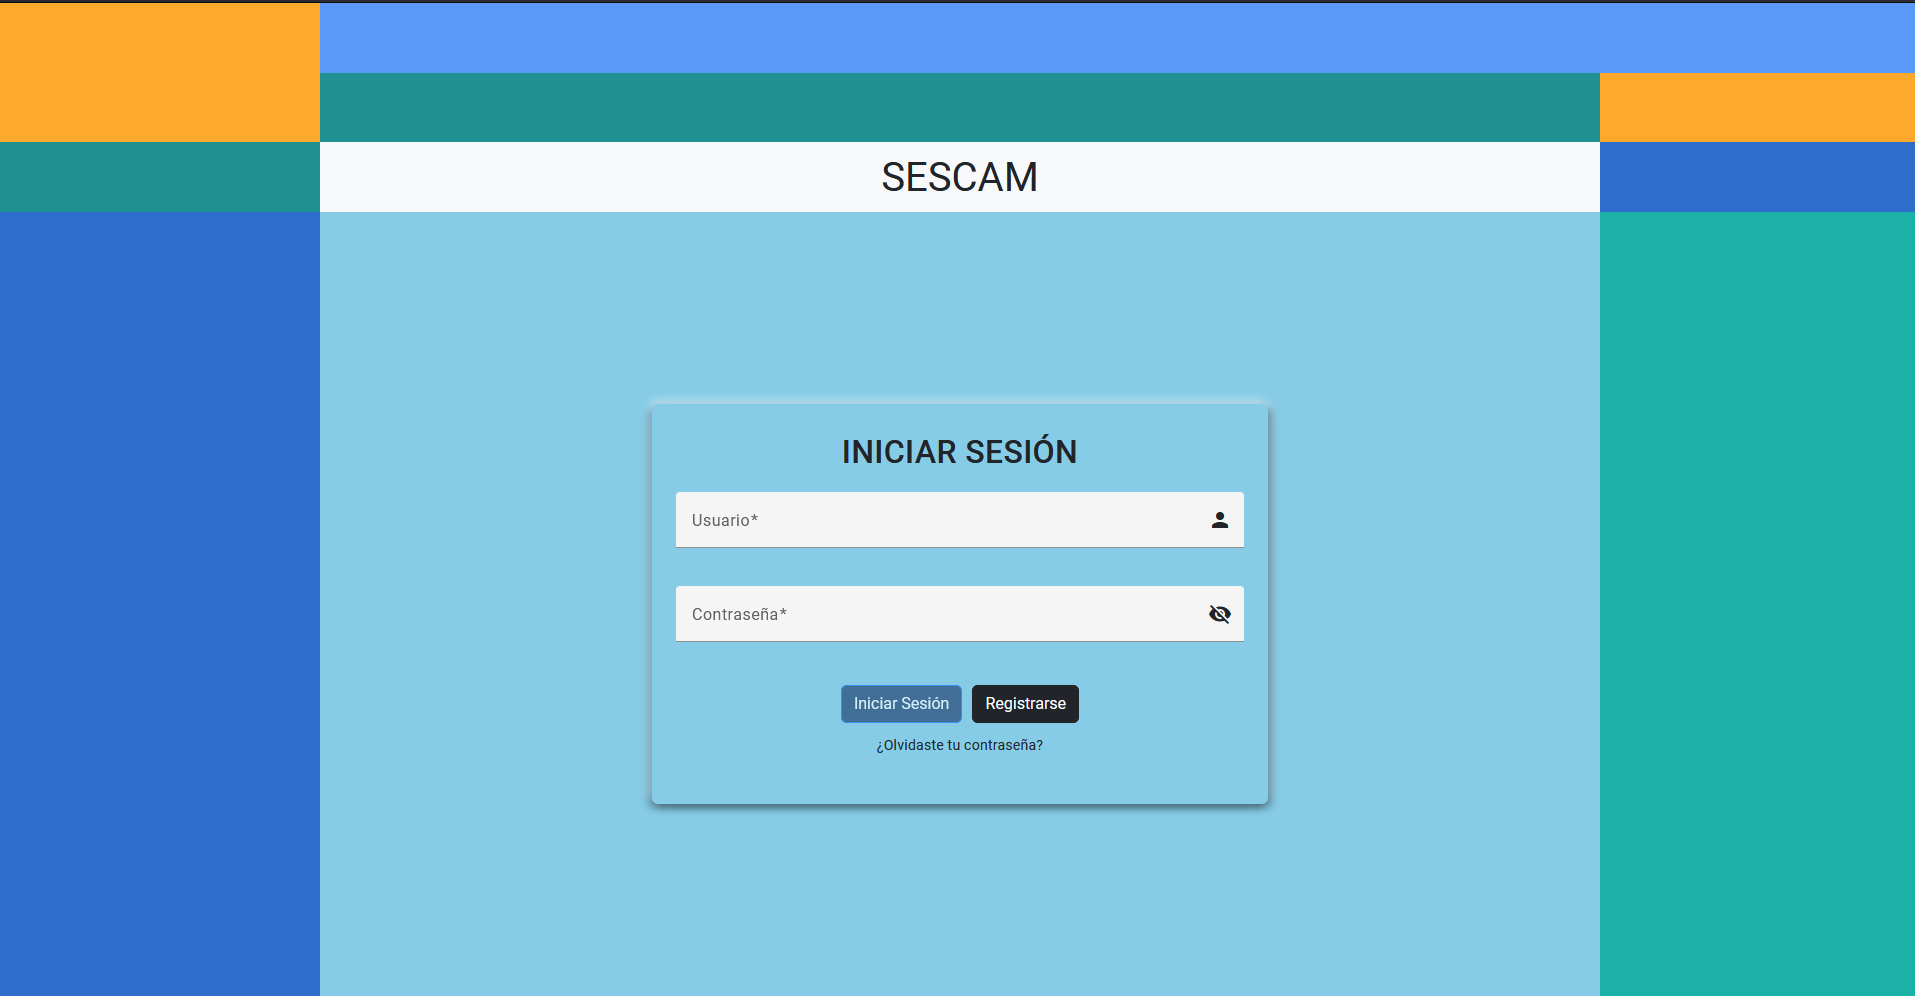 SESCAM
INICIAR SESIÓN
Usuario*
Contraseña*
Iniciar Sesión Registrarse
¿Olvidaste tu contraseña?